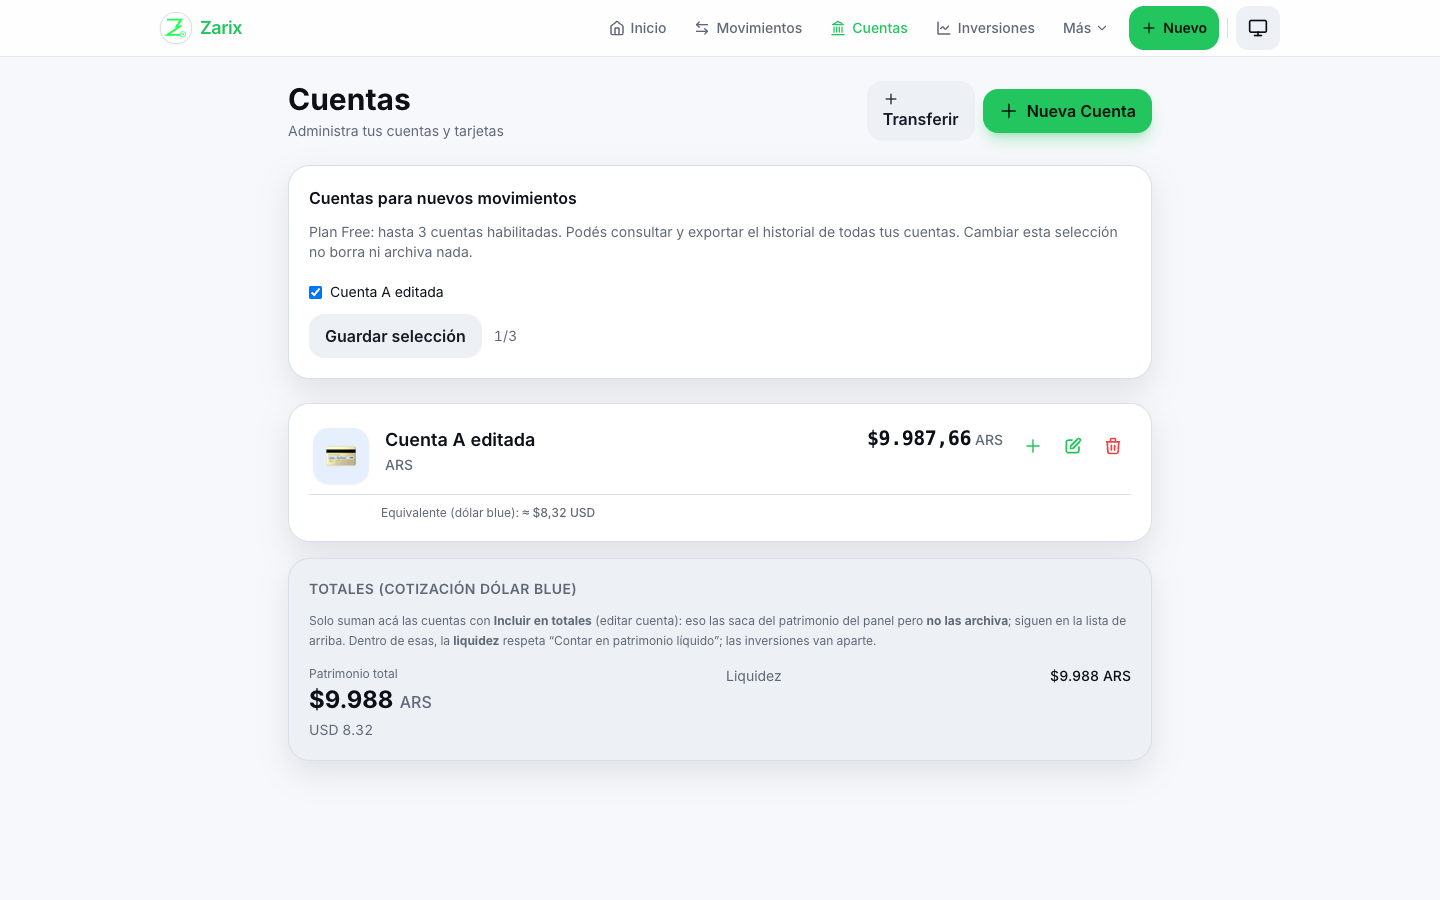 Zarix
Inicio
Movimientos
Cuentas
Inversiones
Más
Nuevo
Cuentas
Administra tus cuentas y tarjetas
Transferir
Nueva Cuenta
Cuentas para nuevos movimientos
Plan Free: hasta 3 cuentas habilitadas. Podés consultar y exportar el historial de todas tus cuentas. Cambiar esta selección
no borra ni archiva nada.
Cuenta A editada
Guardar selección
1/3
Cuenta A editada
ARS
$9.987,66 ARS
Equivalente (dólar blue): ≈ $8,32 USD
TOTALES (COTIZACIÓN DÓLAR BLUE)
Solo suman acá las cuentas con Incluir en totales (editar cuenta): eso las saca del patrimonio del panel pero no las archiva; siguen en la lista de
arriba. Dentro de esas, la liquidez respeta “Contar en patrimonio líquido”; las inversiones van aparte.
Patrimonio total
$9.988 ARS
USD 8.32
Liquidez
$9.988 ARS